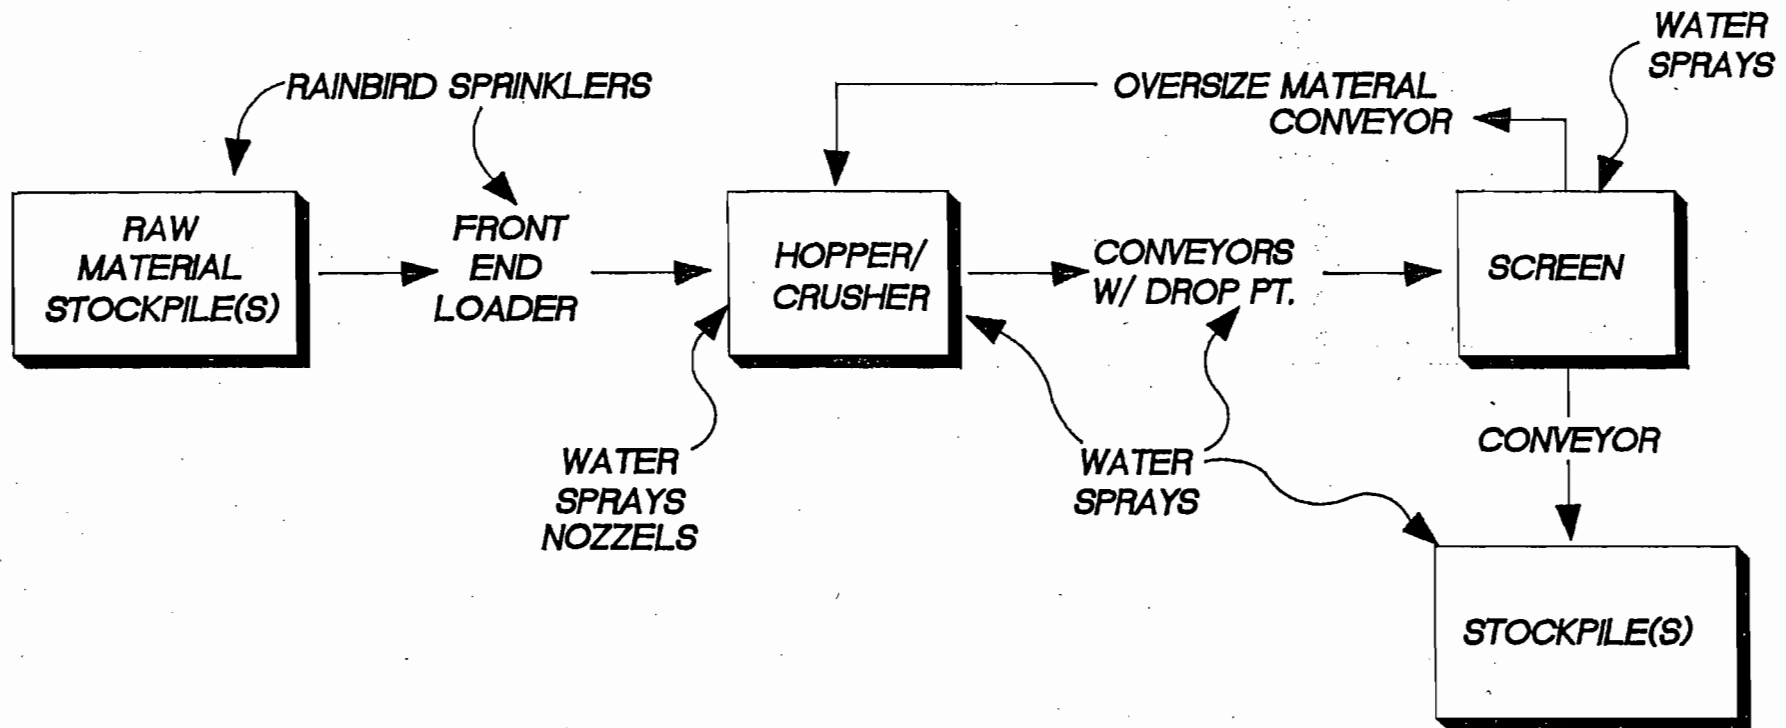 WATER
SPRAYS
RAINBIRD SPRINKLERS
OVERSIZE MATERAL
CONVEYOR
RAW
MATERIAL
STOCKPILE(S)
FRONT
END
LOADER
HOPPER/
CRUSHER
CONVEYORS
W/ DROP PT.
SCREEN
WATER
SPRAYS
NOZZELS
WATER
SPRAYS
CONVEYOR
STOCKPILE(S)